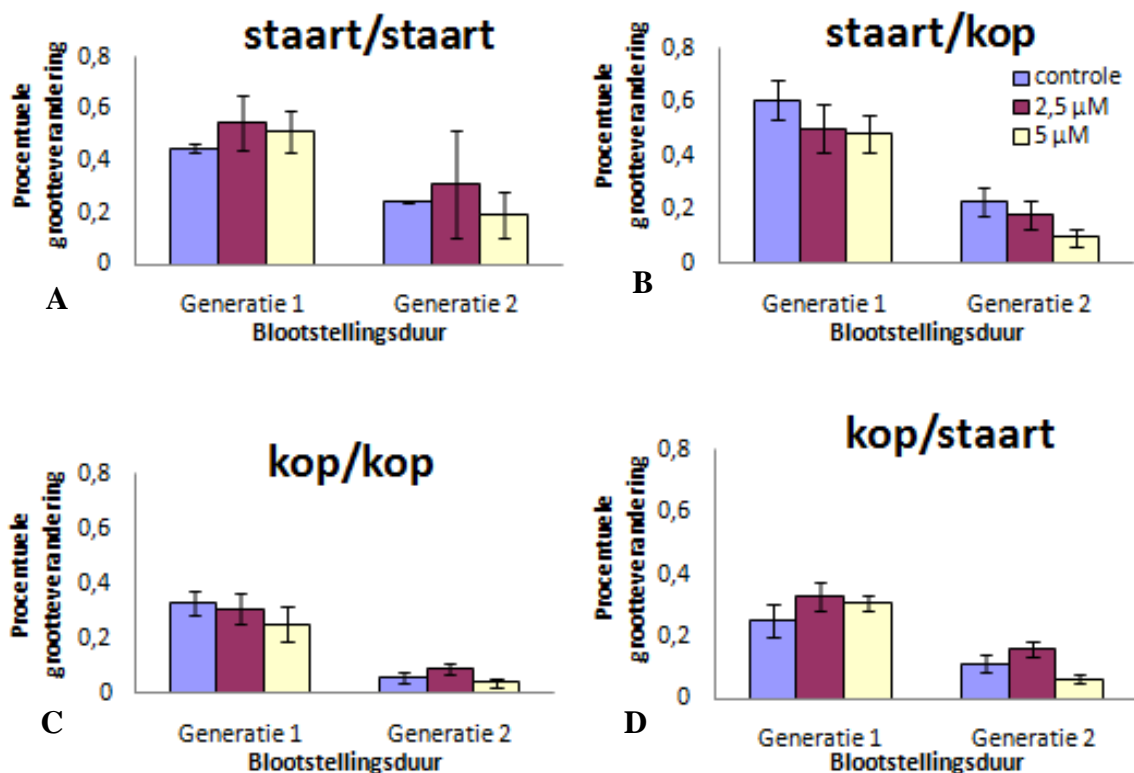 staart/staart
0,8
0,6
0,4
0,2
0
Procentuele
grootteverandering
Generatie 1
Generatie 2
Blootstellingsduur
A
staart/kop
0,8
0,6
0,4
0,2
0
Procentuele
grootteverandering
controle
2,5 µM
5 µM
Generatie 1
Generatie 2
Blootstellingsduur
B
kop/kop
0,8
0,6
0,4
0,2
0
Procentuele
grootteverandering
Generatie 1
Generatie 2
Blootstellingsduur
C
kop/staart
0,8
0,6
0,4
0,2
0
Procentuele
grootteverandering
Generatie 1
Generatie 2
Blootstellingsduur
D